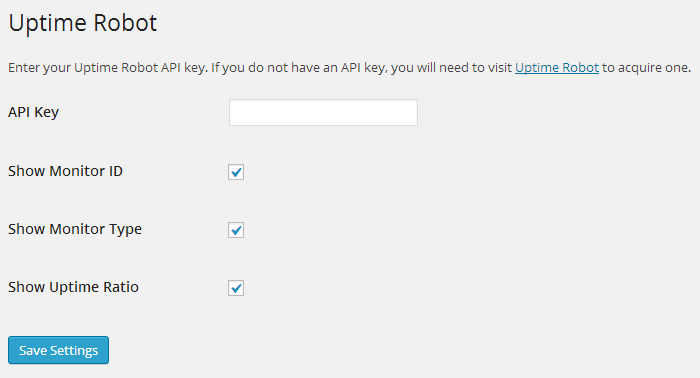 Uptime Robot
Enter your Uptime Robot API key. If you do not have an API key, you will need to visit Uptime Robot to acquire one.
API Key
Show Monitor ID
Show Monitor Type
Show Uptime Ratio
Save Settings